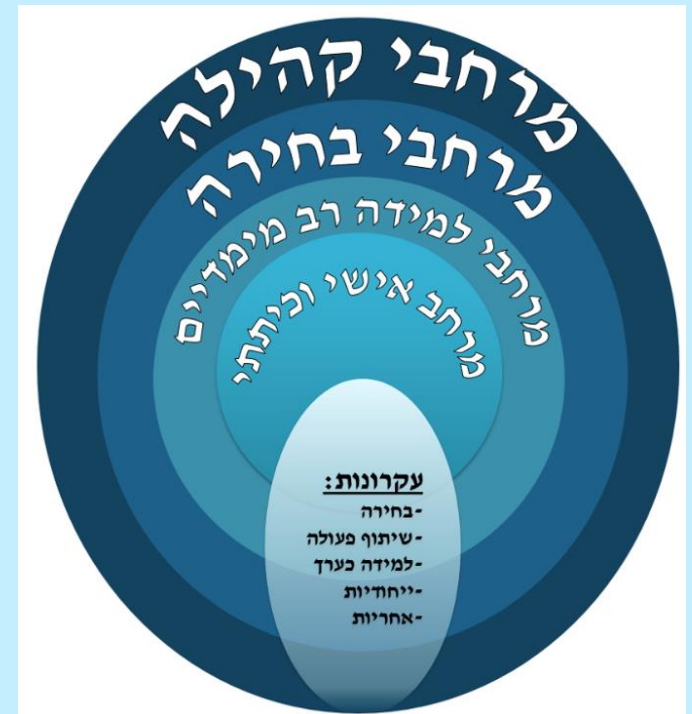 מרחבי קהילה
מרחבי בחירה
מרחבי למידה רב מימדיים
מרחב אישי וכיתתי
עקרונות:
-בחירה
-שיתוף פעולה
-למידה כערך
-ייחודיות
-אחריות